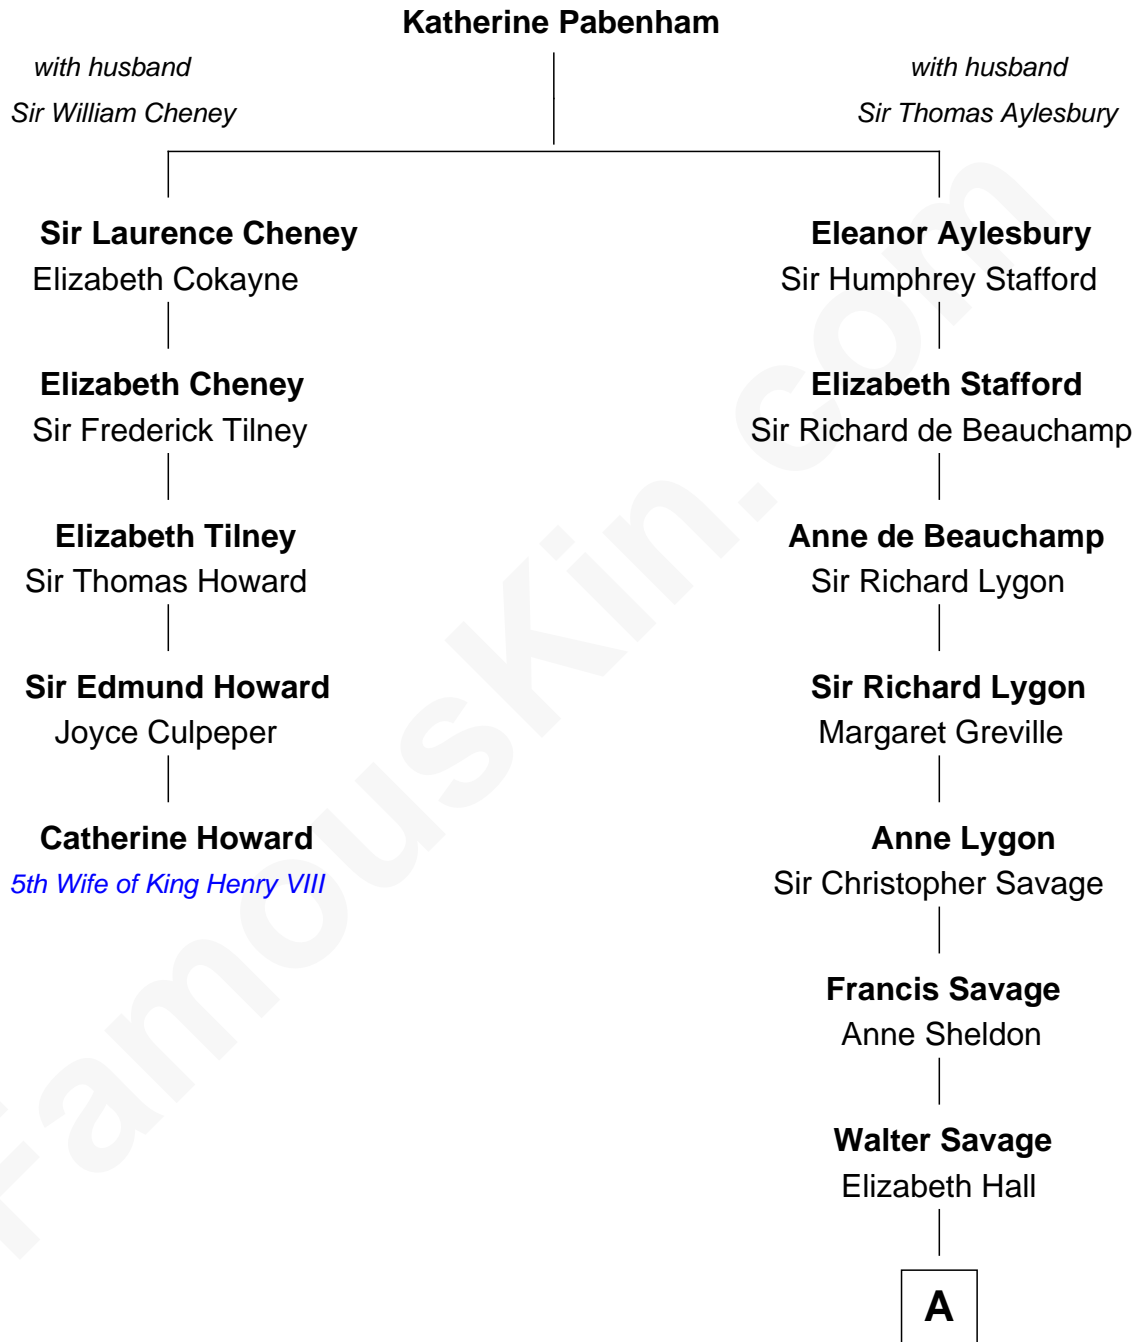 Katherine Pabenham
with husband
Sir William Cheney
with husband
Sir Thomas Aylesbury
Sir Laurence Cheney
Elizabeth Cokayne
Eleanor Aylesbury
Sir Humphrey Stafford
Elizabeth Cheney
Sir Frederick Tilney
Elizabeth Stafford
Sir Richard de Beauchamp
Elizabeth Tilney
Sir Thomas Howard
Anne de Beauchamp
Sir Richard Lygon
Sir Edmund Howard
Joyce Culpeper
Sir Richard Lygon
Margaret Greville
Catherine Howard
5th Wife of King Henry VIII
Anne Lygon
Sir Christopher Savage
Francis Savage
Anne Sheldon
Walter Savage
Elizabeth Hall
A
FamousKin.com